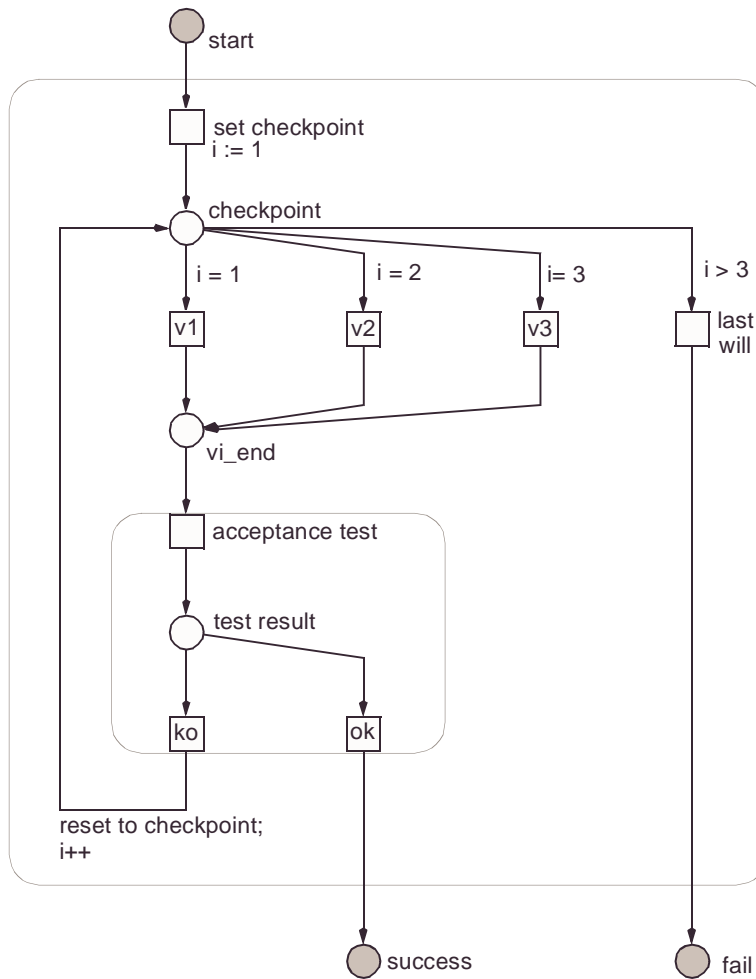 start
set checkpoint
i := 1
checkpoint
i = 1
i = 2
i= 3
i > 3
v1
v2
v3
last
will
vi_end
acceptance test
test result
ko
ok
reset to checkpoint;
i++
success
fail